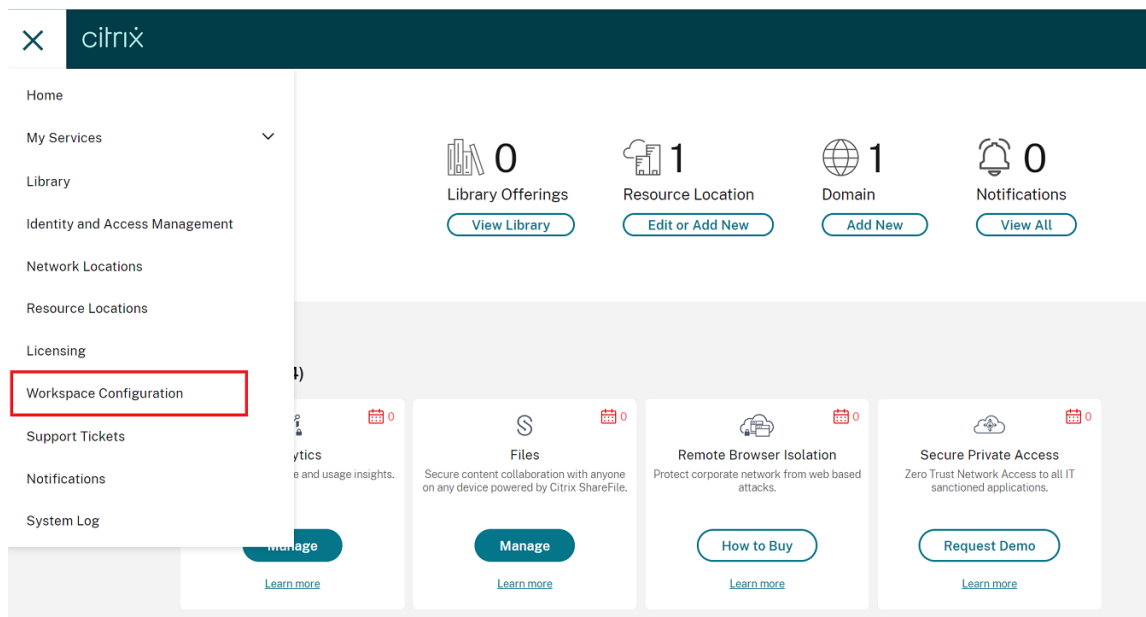 citrix
Home
My Services
Library
Identity and Access Management
Network Locations
Resource Locations
Licensing
Workspace Configuration
Support Tickets
Notifications
System Log
0
Library Offerings
View Library
1
Resource Location
Edit or Add New
1
Domain
Add New
0
Notifications
View All
4)
0
ytics
e and usage insights.
Manage
Learn more
0
Files
Secure content collaboration with anyone
on any device powered by Citrix ShareFile.
Manage
Learn more
0
Remote Browser Isolation
Protect corporate network from web based
attacks.
How to Buy
Learn more
0
Secure Private Access
Zero Trust Network Access to all IT
sanctioned applications.
Request Demo
Learn more